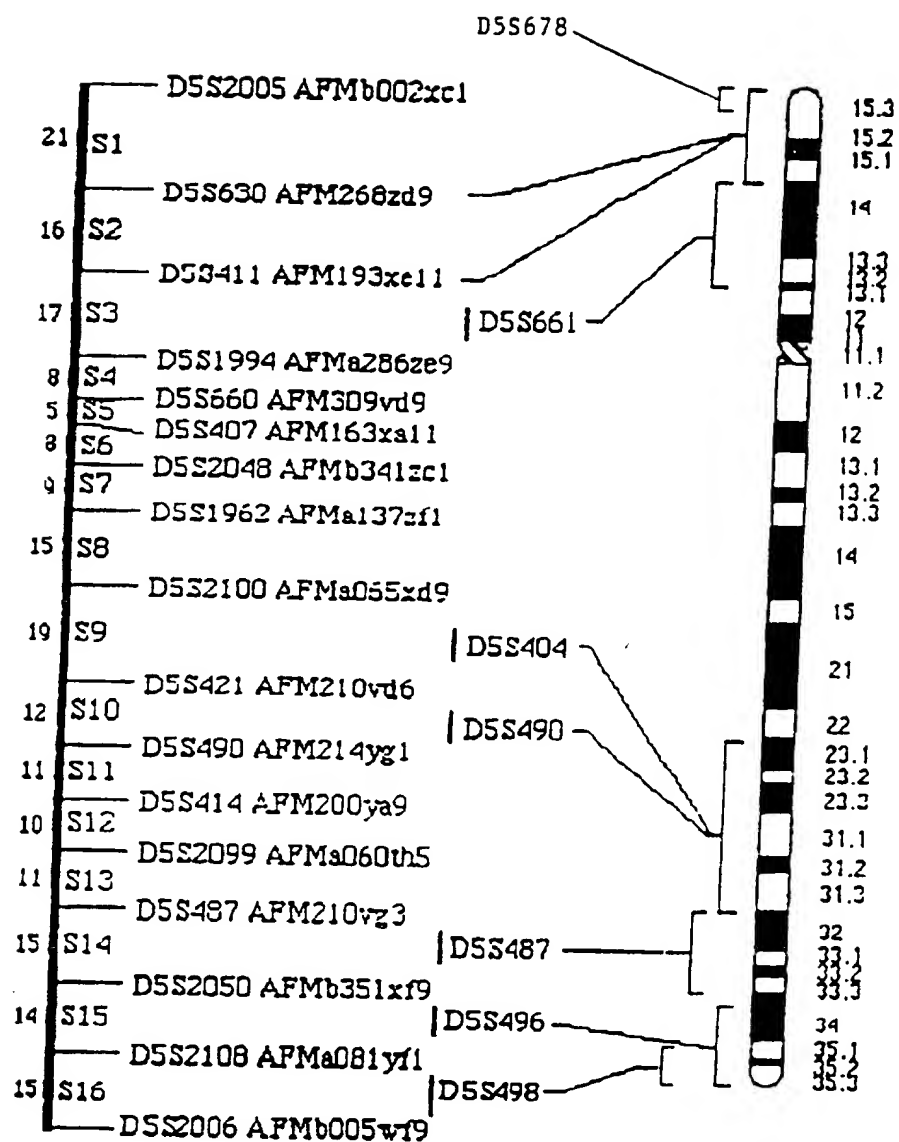 D5S678
D5S2005 AFMb002xc1
21 S1
D5S630 AFM268zd9
16 S2
D5S411 AFM193xe11
17 S3
D5S661
D5S1994 AFMa286ze9
8 S4
D5S660 AFM309vd9
5 S5
D5S407 AFM163xa11
8 S6
D5S2048 AFMb341zc1
9 S7
D5S1962 AFMa137zf1
15 S8
D5S2100 AFMa055xd9
19 S9
D5S404
D5S421 AFM210vd6
12 S10
D5S490
D5S490 AFM214yg1
11 S11
D5S414 AFM200ya9
10 S12
D5S2099 AFMa060th5
11 S13
D5S487 AFM210vg3
15 S14
D5S487
D5S2050 AFMb351xf9
14 S15
D5S496
D5S2108 AFMa081yf1
15 S16
D5S498
D5S2006 AFMb005wf9
15.3
15.2
15.1
14
13.3
13.2
13.1
12
11
11.1
11.2
12
13.1
13.2
13.3
14
15
21
22
23.1
23.2
23.3
31.1
31.2
31.3
32
33.1
33.2
33.3
34
35.1
35.2
35.3